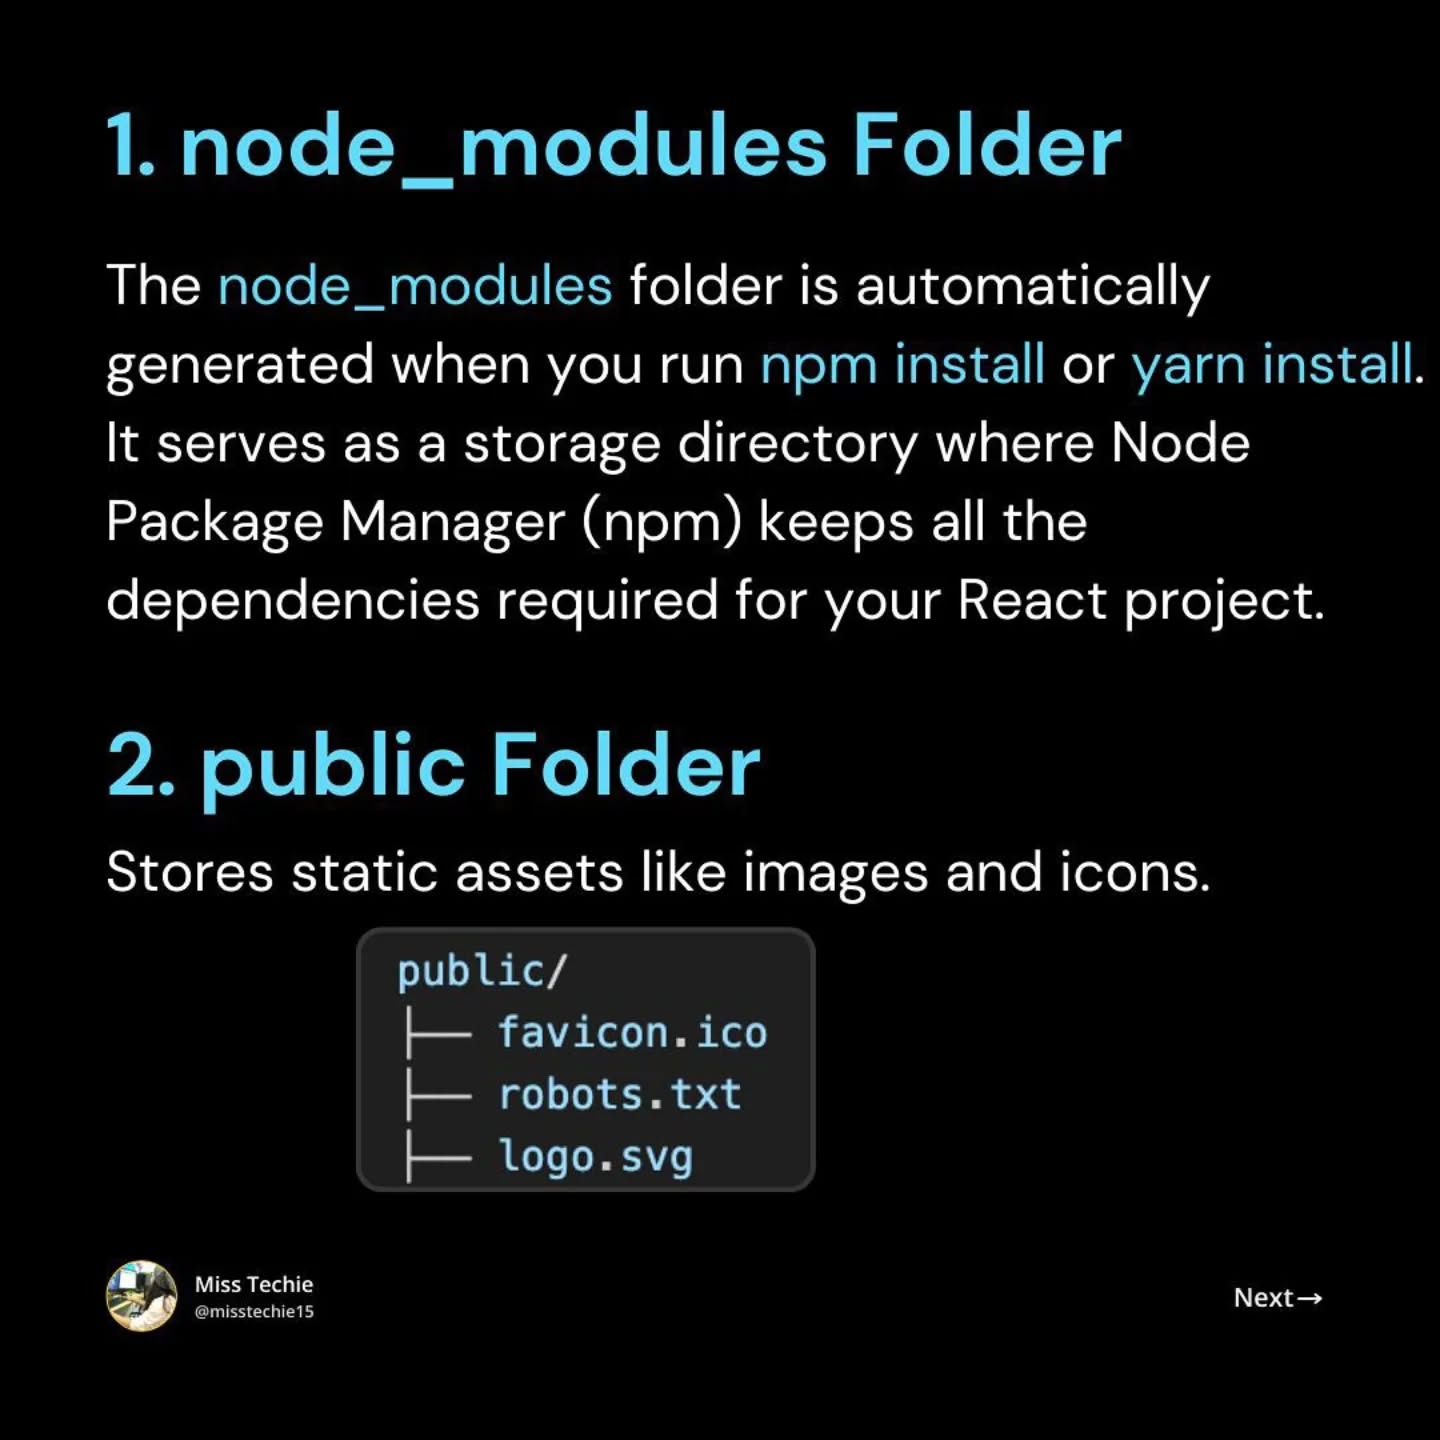 1. node_modules Folder
The node_modules folder is automatically
generated when you run npm install or yarn install.
It serves as a storage directory where Node
Package Manager (npm) keeps all the
dependencies required for your React project.
2. public Folder
Stores static assets like images and icons.
public/
├── favicon.ico
├── robots.txt
├── logo.svg
Miss Techie
@misstechie15
Next→